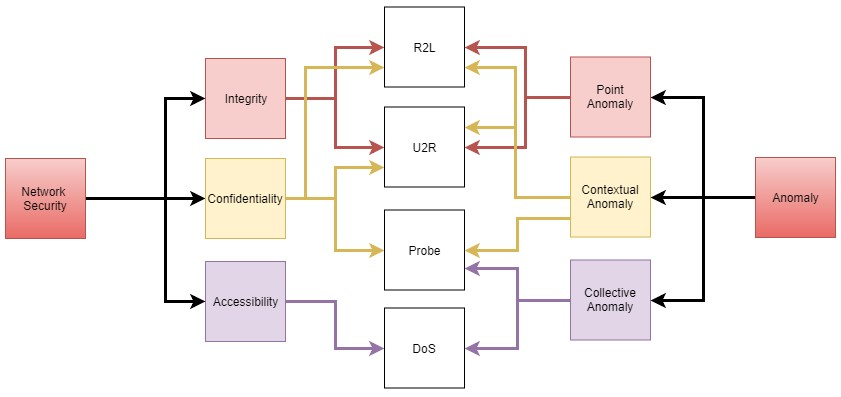 R2L
Integrity
Point
Anomaly
U2R
Network
Security
Confidentiality
Contextual
Anomaly
Anomaly
Probe
Accessibility
Collective
Anomaly
DoS